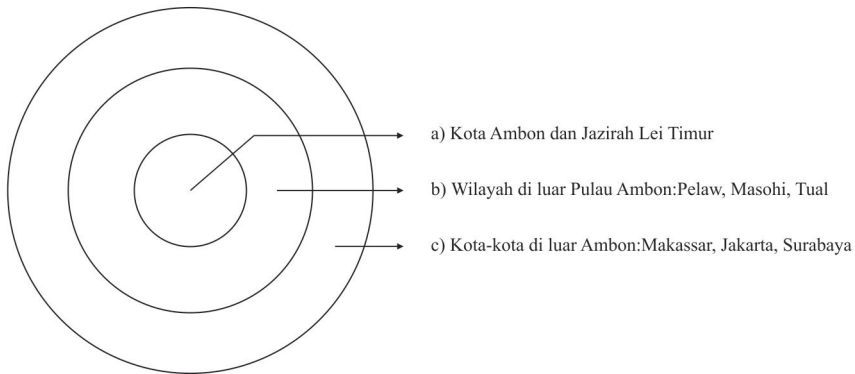 a) Kota Ambon dan Jazirah Lei Timur
b) Wilayah di luar Pulau Ambon:Pelaw, Masohi, Tual
c) Kota-kota di luar Ambon:Makassar, Jakarta, Surabaya